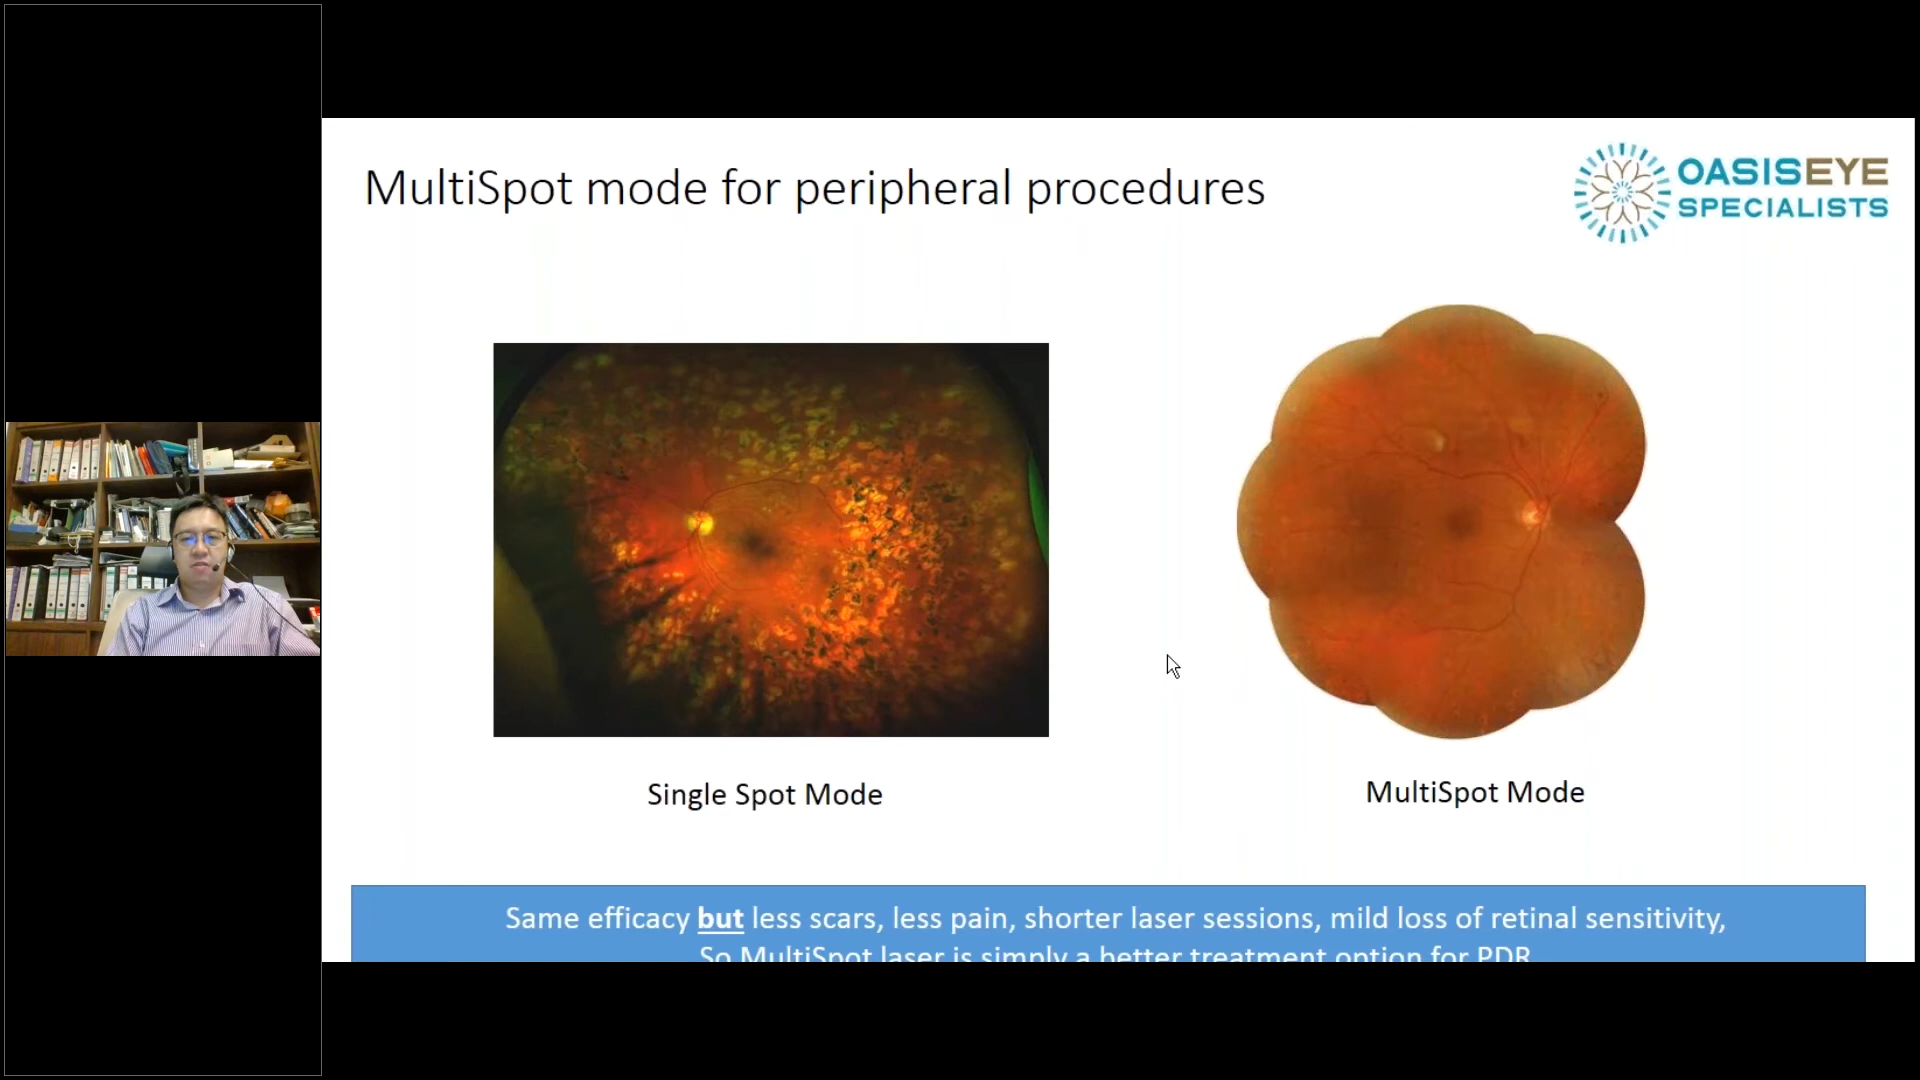 MultiSpot mode for peripheral procedures
OASISEYE
SPECIALISTS
Single Spot Mode
MultiSpot Mode
Same efficacy but less scars, less pain, shorter laser sessions, mild loss of retinal sensitivity,
So MultiSpot laser is simply a better treatment option for PDR